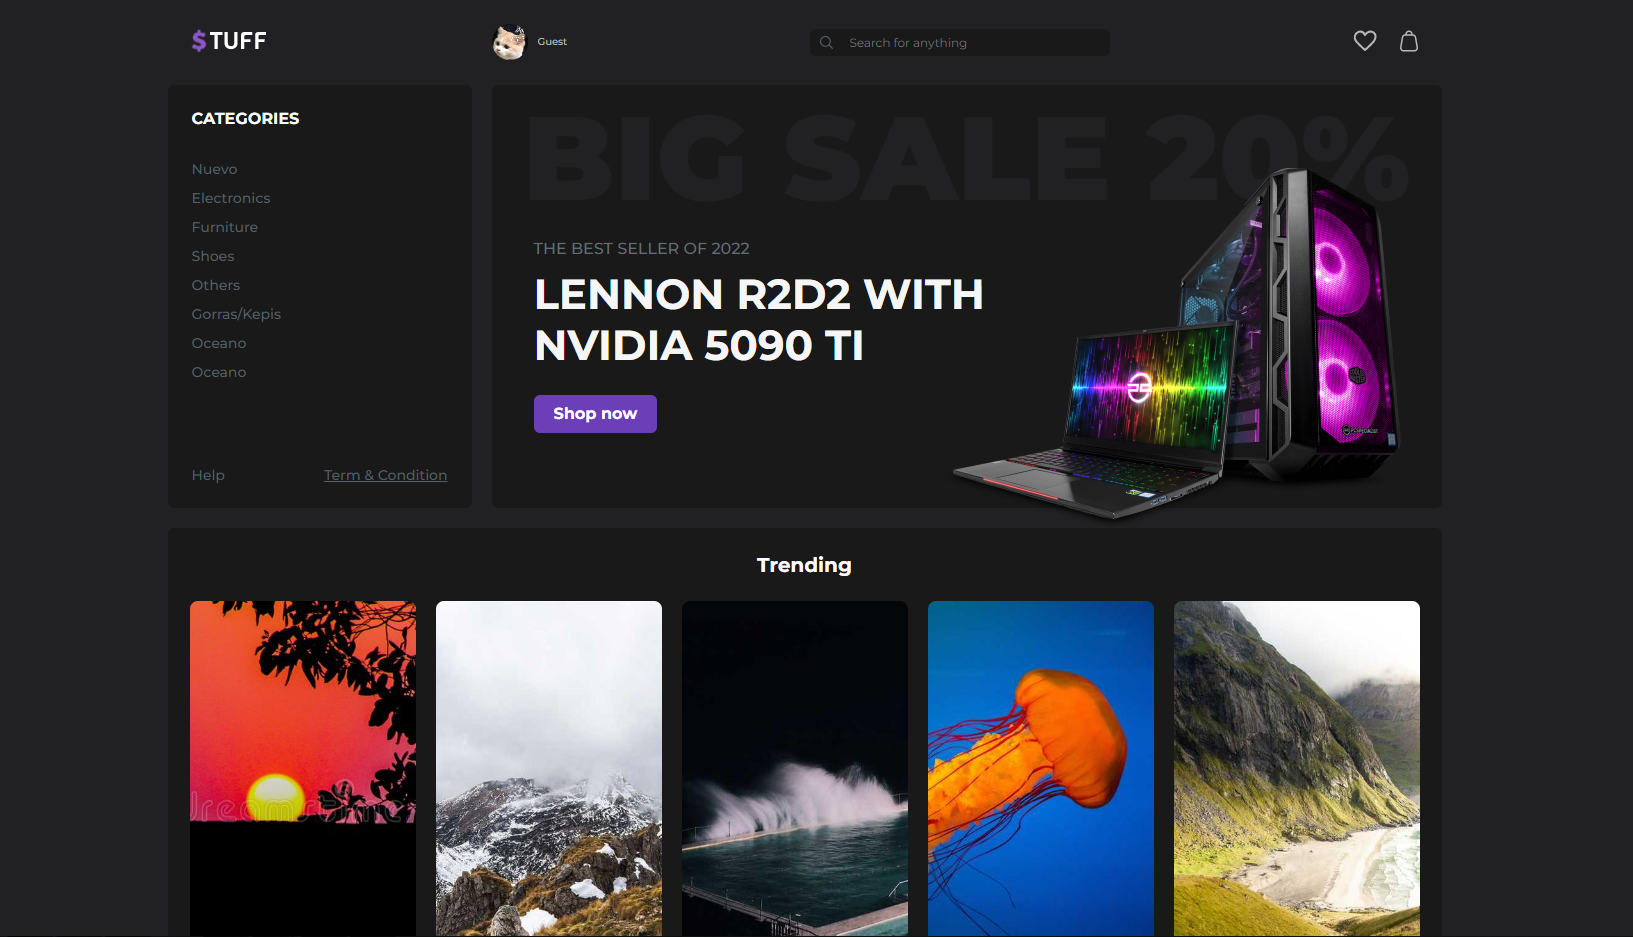 $TUFF
Guest
Search for anything
CATEGORIES
Nuevo
Electronics
Furniture
Shoes
Others
Gorras/Kepis
Oceano
Oceano
Help
Term & Condition
BIG SALE 20%
THE BEST SELLER OF 2022
LENNON R2D2 WITH
NVIDIA 5090 TI
Shop now
Trending
dreamstime